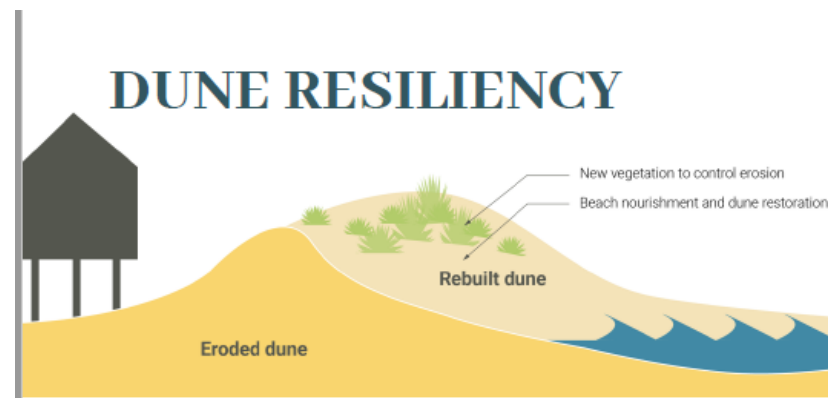 DUNE RESILIENCY
New vegetation to control erosion
Beach nourishment and dune restoration
Rebuilt dune
Eroded dune